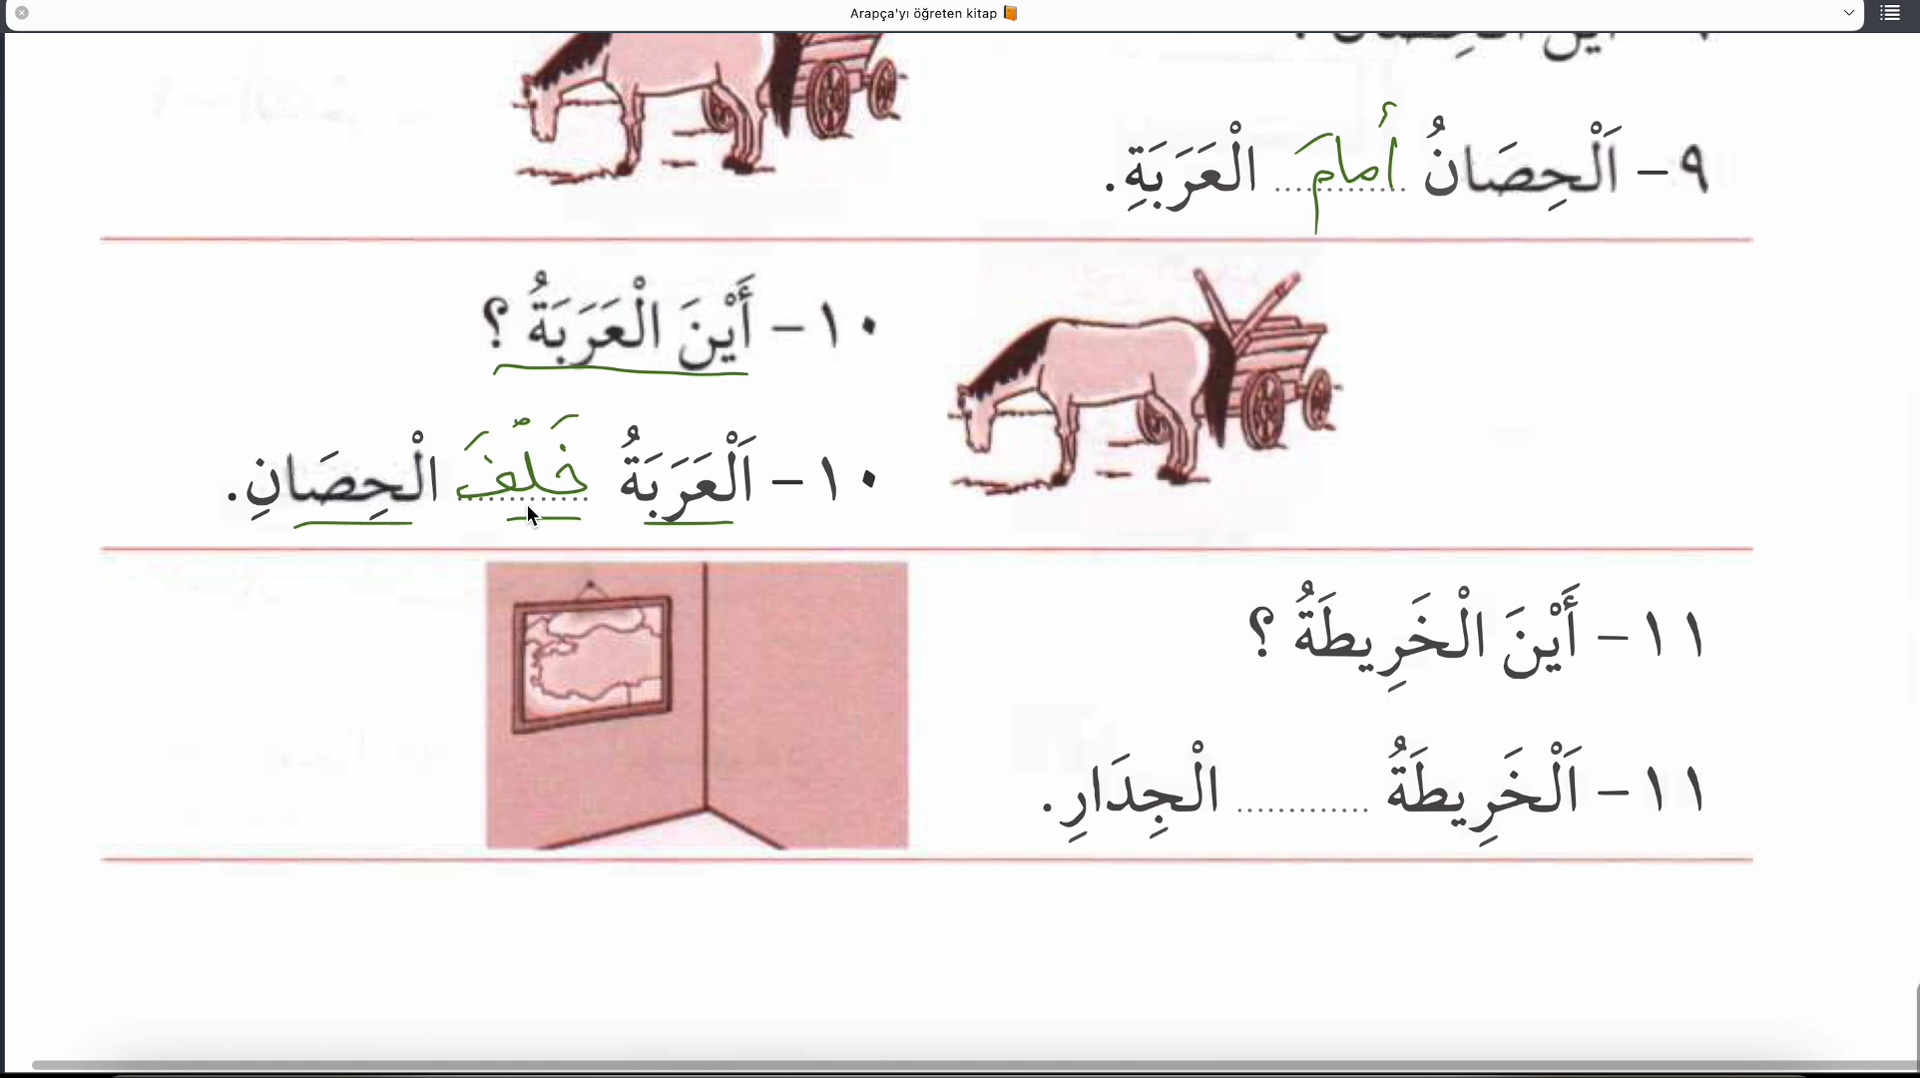 Arapça'yı öğreten kitap
٩ - اَلْحِصَانُ أمامَ الْعَرَبَةِ.
١٠ - أَيْنَ الْعَرَبَةُ ؟
١٠ - اَلْعَرَبَةُ خَلْفَ الْحِصَانِ.
١١ - أَيْنَ الْخَرِيطَةُ ؟
١١ - اَلْخَرِيطَةُ ............ الْجِدَارِ.